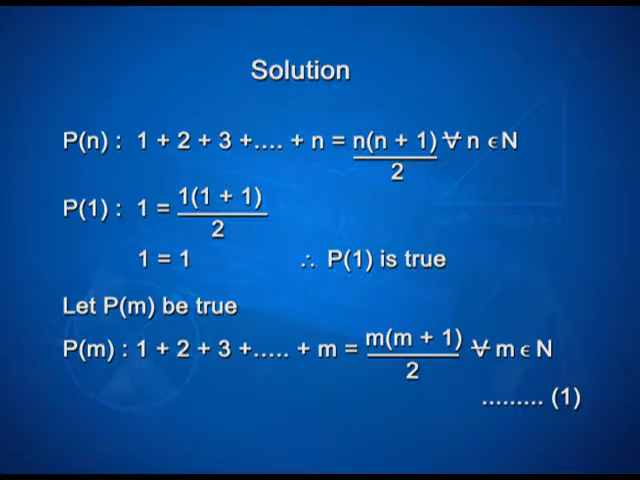 Solution
P(n) : 1 + 2 + 3 +.... + n = n(n + 1)/2 ∀ n ϵ N
P(1) : 1 = 1(1 + 1)/2
1 = 1 ∴ P(1) is true
Let P(m) be true
P(m) : 1 + 2 + 3 +..... + m = m(m + 1)/2 ∀ m ϵ N
......... (1)